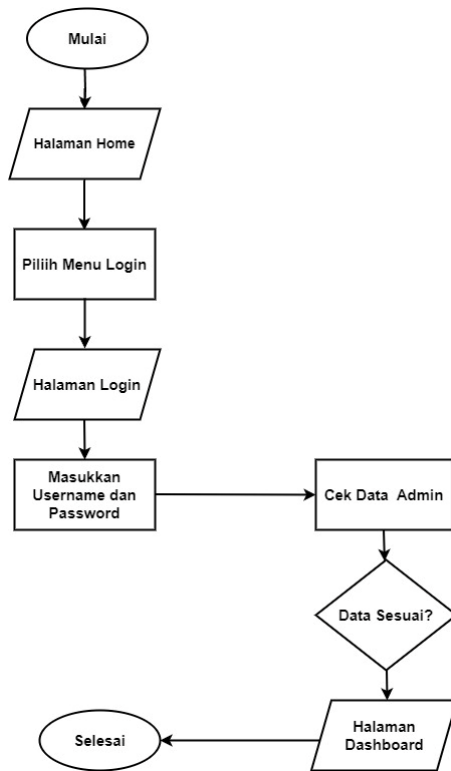 Mulai
Halaman Home
Piliih Menu Login
Halaman Login
Masukkan
Username dan
Password
Cek Data Admin
Data Sesuai?
Halaman
Dashboard
Selesai